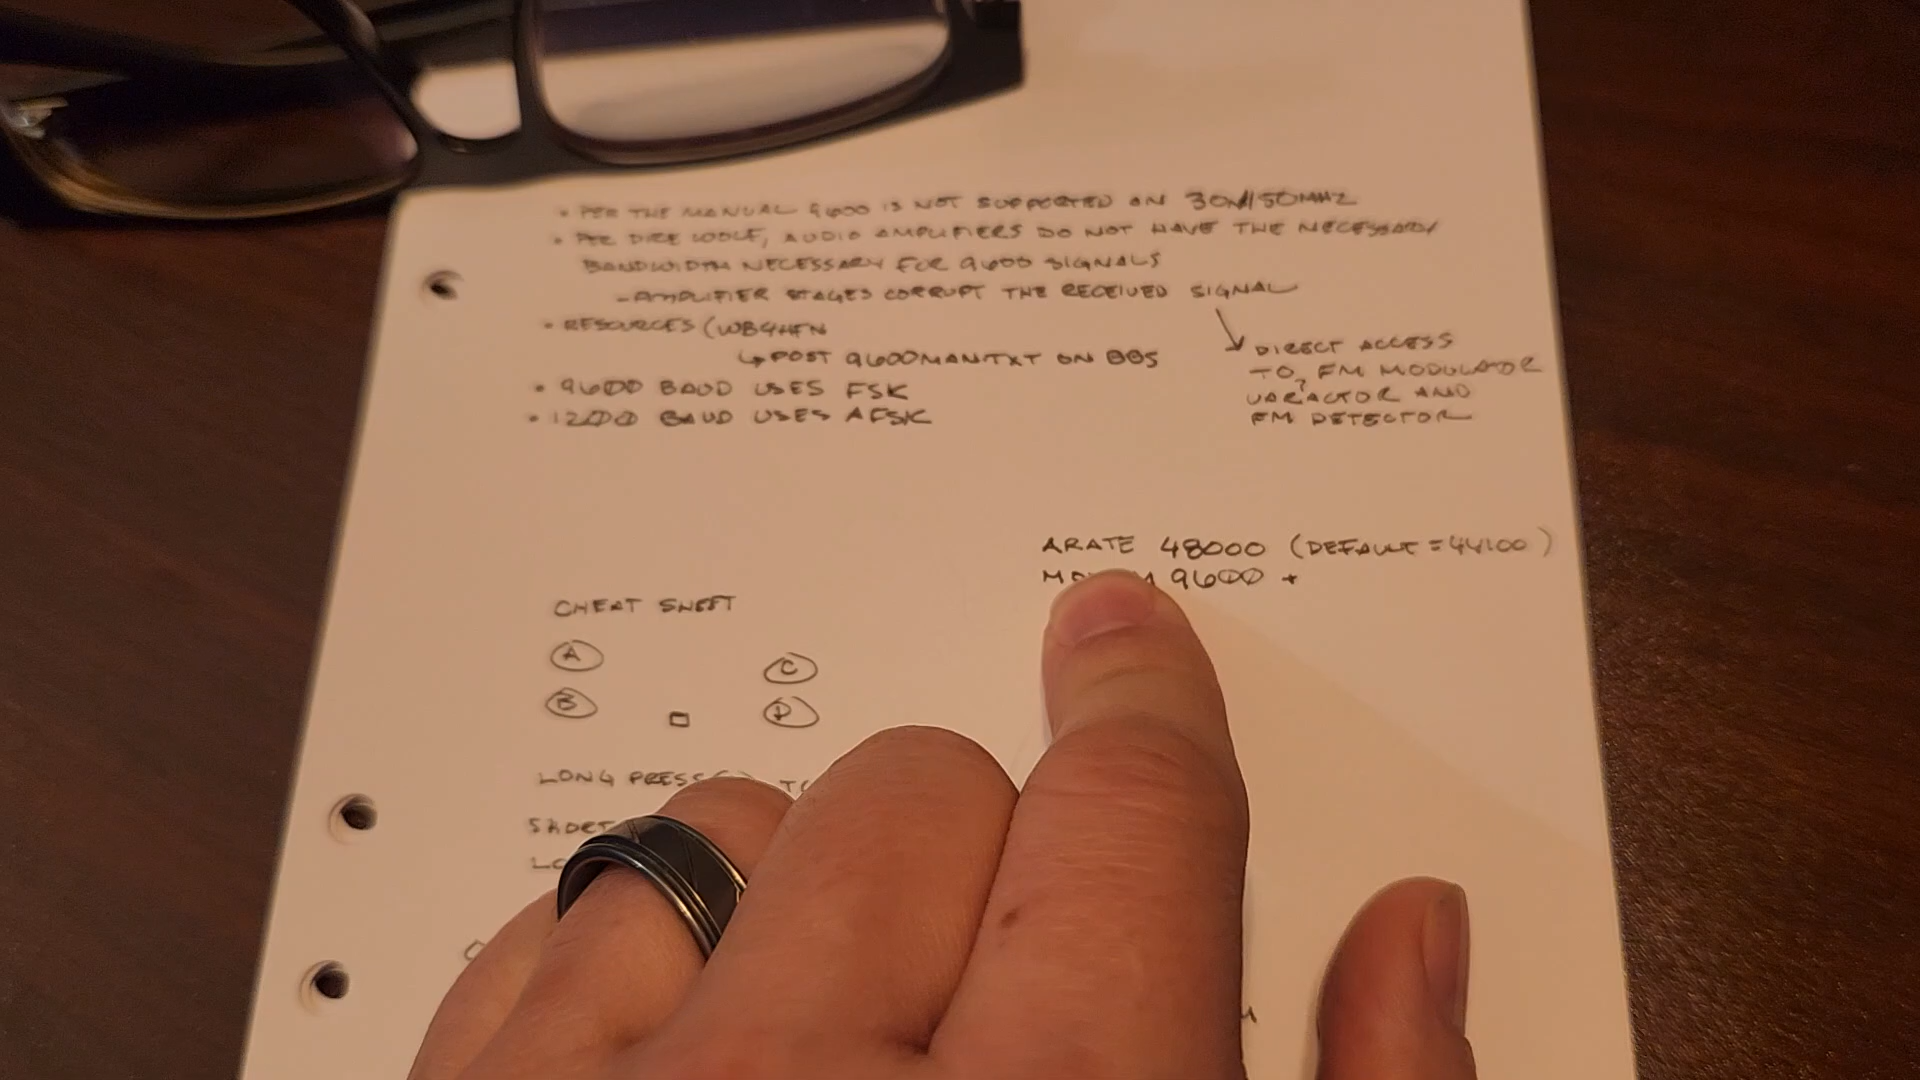 • PER THE MANUAL 9600 IS NOT SUPPORTED ON 50MHZ
• PER DIRE WOLF, AUDIO AMPLIFIERS DO NOT HAVE THE NECESSARY
BANDWIDTH NECESSARY FOR 9600 SIGNALS
- AMPLIFIER STAGES CORRUPT THE RECEIVED SIGNAL
DIRECT ACCESS
TO FM MODULATOR
VARACTOR AND
FM DETECTOR
• RESOURCES (WB4HFN
↳ POST 9600MAN.TXT ON BBS
• 9600 BAUD USES FSK
• 1200 BAUD USES AFSK
ARATE 48000 (DEFAULT = 44100)
9600 *
CHEAT SHEET
A
C
B
D
LONG PRESS